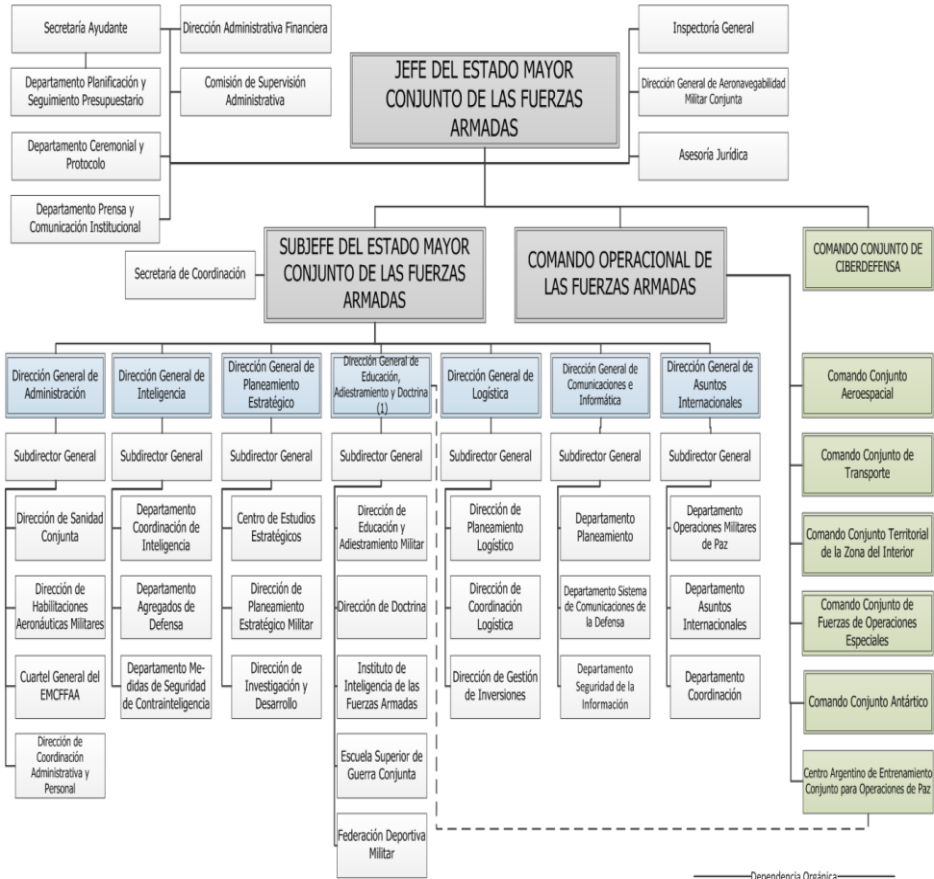 Secretaría Ayudante
Dirección Administrativa Financiera
Inspectoría General
JEFE DEL ESTADO MAYOR
CONJUNTO DE LAS FUERZAS
ARMADAS
Departamento Planificación y
Seguimiento Presupuestario
Comisión de Supervisión
Administrativa
Dirección General de Aeronavegabilidad
Militar Conjunta
Departamento Ceremonial y
Protocolo
Asesoría Jurídica
Departamento Prensa y
Comunicación Institucional
Secretaría de Coordinación
SUBJEFE DEL ESTADO MAYOR
CONJUNTO DE LAS FUERZAS
ARMADAS
COMANDO OPERACIONAL DE
LAS FUERZAS ARMADAS
COMANDO CONJUNTO DE
CIBERDEFENSA
Dirección General de
Administración
Dirección General de
Inteligencia
Dirección General de
Planeamiento
Estratégico
Dirección General de
Educación,
Adiestramiento y Doctrina
(1)
Dirección General de
Logística
Dirección General de
Comunicaciones e
Informática
Dirección General de
Asuntos
Internacionales
Comando Conjunto
Aeroespacial
Subdirector General
Subdirector General
Subdirector General
Subdirector General
Subdirector General
Subdirector General
Subdirector General
Comando Conjunto de
Transporte
Dirección de Sanidad
Conjunta
Departamento
Coordinación de
Inteligencia
Centro de Estudios
Estratégicos
Dirección de
Educación y
Adiestramiento Militar
Dirección de
Planeamiento
Logístico
Departamento
Planeamiento
Departamento
Operaciones Militares
de Paz
Comando Conjunto Territorial
de la Zona del Interior
Dirección de
Habilitaciones
Aeronáuticas Militares
Departamento
Agregados de
Defensa
Dirección de
Planeamiento
Estratégico Militar
Dirección de Doctrina
Dirección de
Coordinación
Logística
Departamento Sistema
de Comunicaciones de
la Defensa
Departamento
Asuntos
Internacionales
Comando Conjunto de
Fuerzas de Operaciones
Especiales
Cuartel General del
EMCFFAA
Departamento Me-
didas de Seguridad
de Contrainteligencia
Dirección de
Investigación y
Desarrollo
Instituto de
Inteligencia de las
Fuerzas Armadas
Dirección de Gestión
de Inversiones
Departamento
Seguridad de la
Información
Departamento
Coordinación
Comando Conjunto Antártico
Dirección de
Coordinación
Administrativa y
Personal
Escuela Superior de
Guerra Conjunta
Centro Argentino de Entrenamiento
Conjunto para Operaciones de Paz
Federación Deportiva
Militar
Dependencia Orgánica